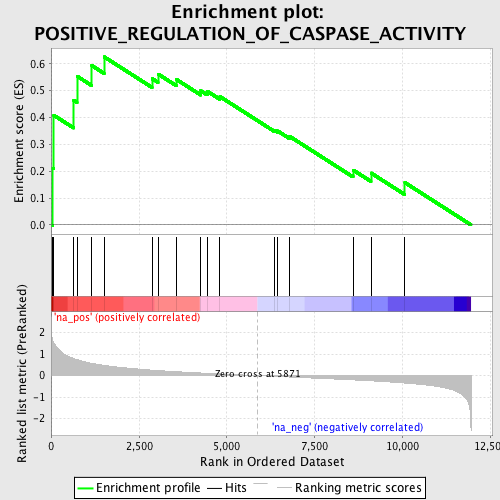 Enrichment plot:
POSITIVE_REGULATION_OF_CASPASE_ACTIVITY
Enrichment score (ES)
0.6
0.5
0.4
0.3
0.2
0.1
0.0
'na_pos' (positively correlated)
Ranked list metric (PreRanked)
2
1
0
-1
-2
Zero cross at 5871
'na_neg' (negatively correlated)
0 2,500 5,000 7,500 10,000 12,50
Rank in Ordered Dataset
Enrichment profile Hits Ranking metric scores